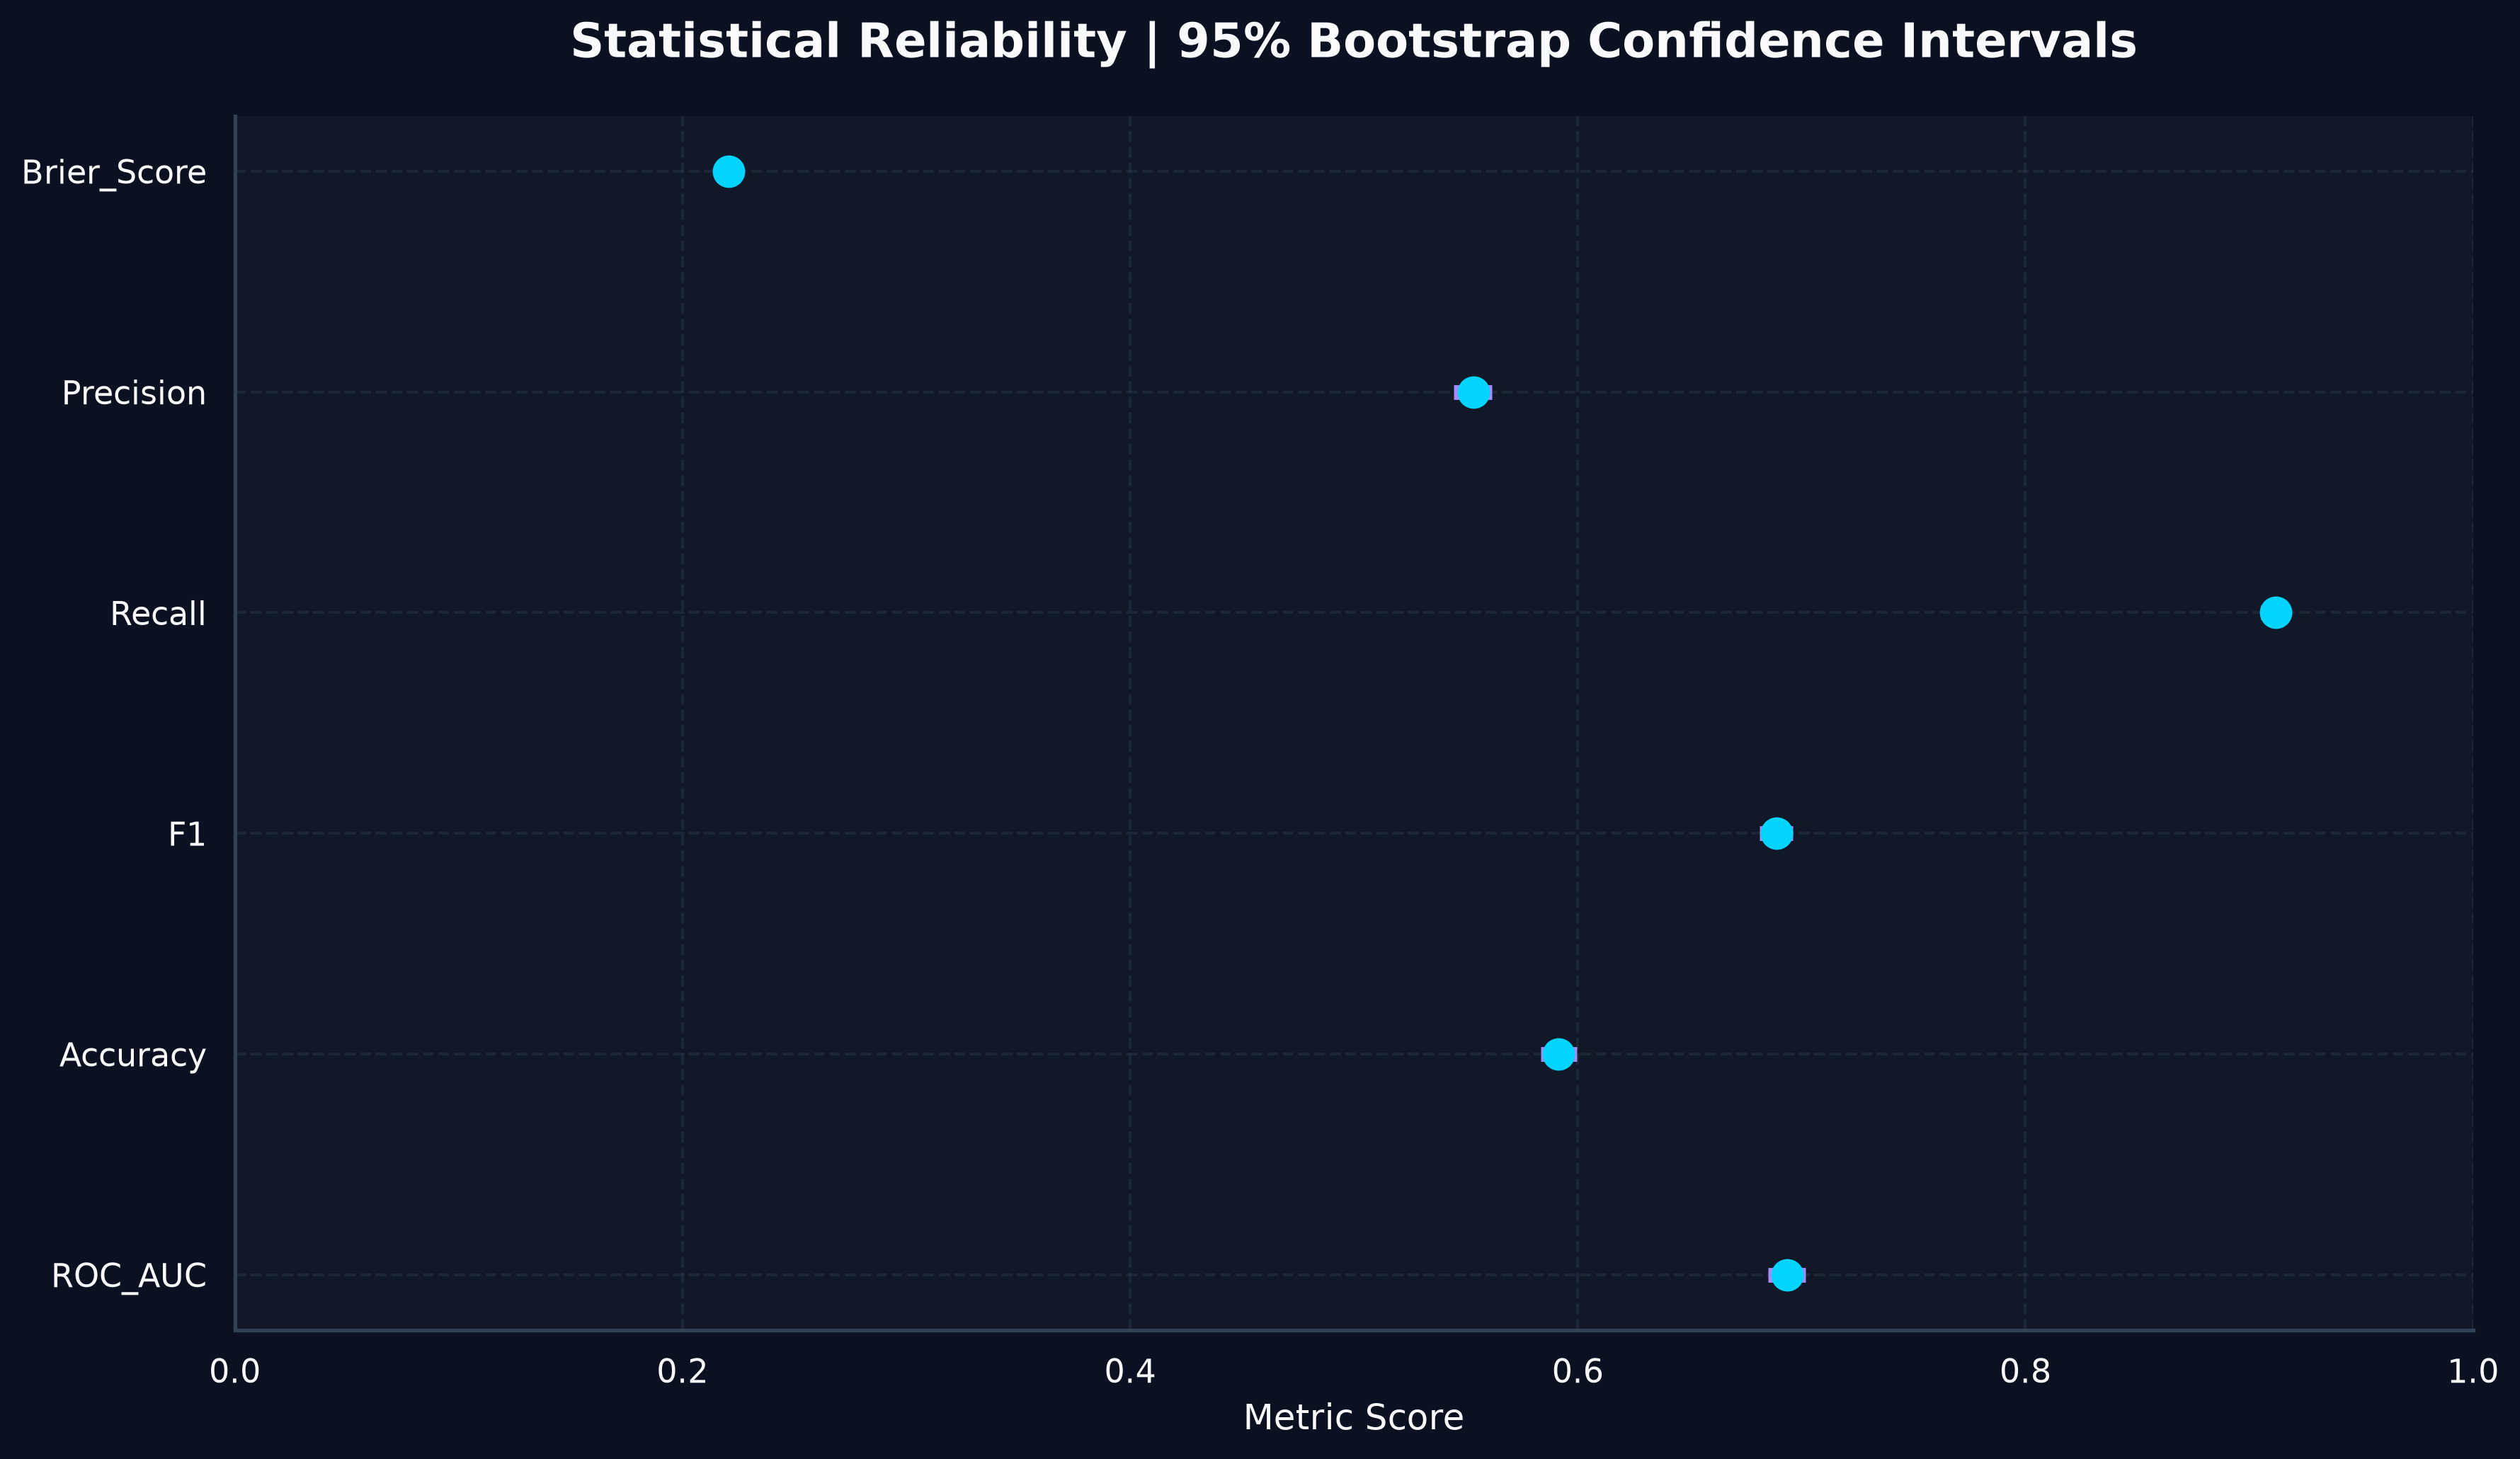 Statistical Reliability | 95% Bootstrap Confidence Intervals
Brier_Score
Precision
Recall
F1
Accuracy
ROC_AUC
0.0 0.2 0.4 0.6 0.8 1.0
Metric Score